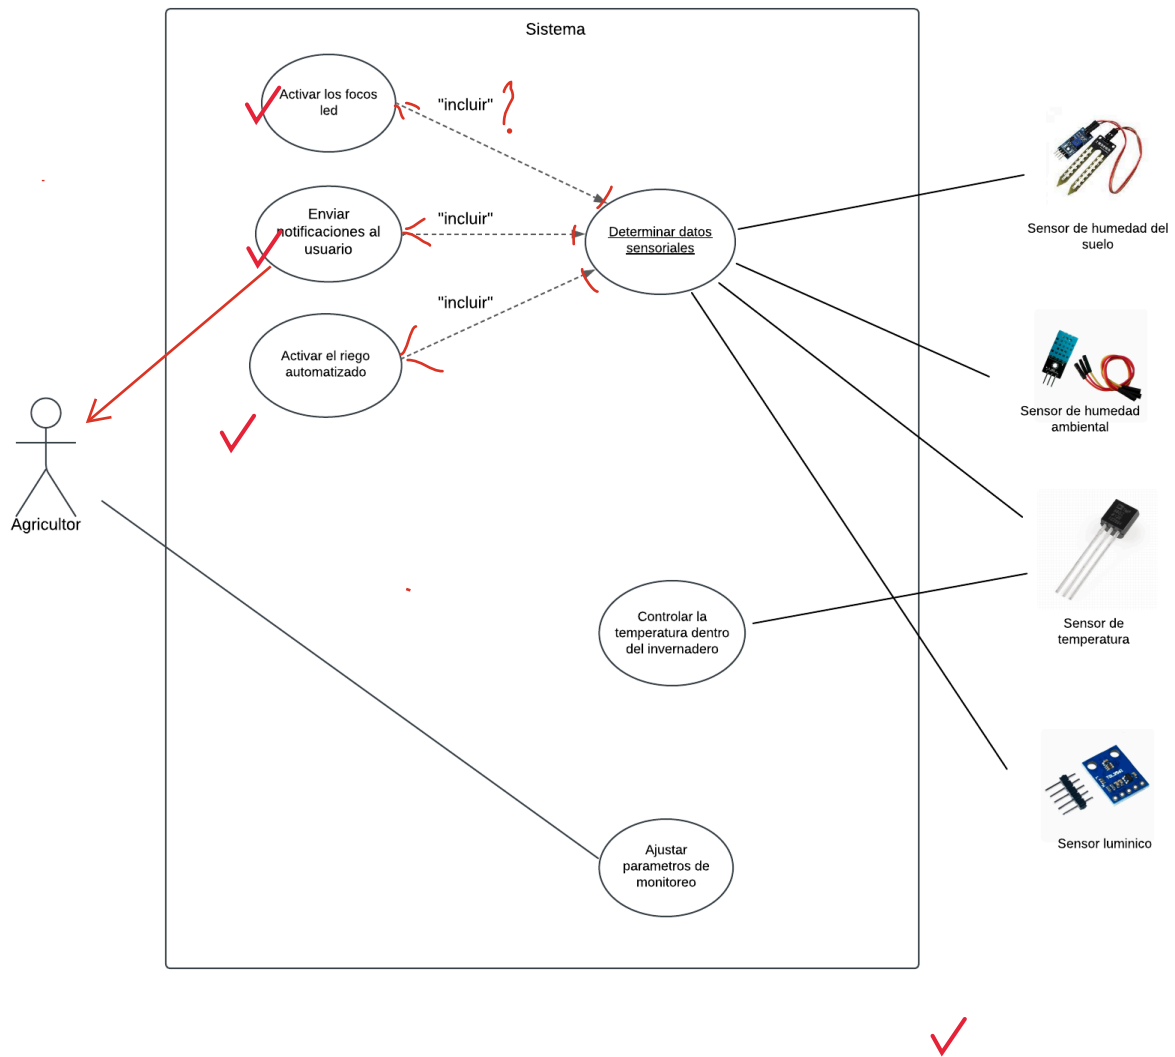 Sistema
Activar los focos
led
"incluir" ?
Enviar
notificaciones al
usuario
"incluir"
Determinar datos
sensoriales
"incluir"
Activar el riego
automatizado
Agricultor
Controlar la
temperatura dentro
del invernadero
Ajustar
parametros de
monitoreo
Sensor de humedad del
suelo
Sensor de humedad
ambiental
Sensor de
temperatura
Sensor luminico